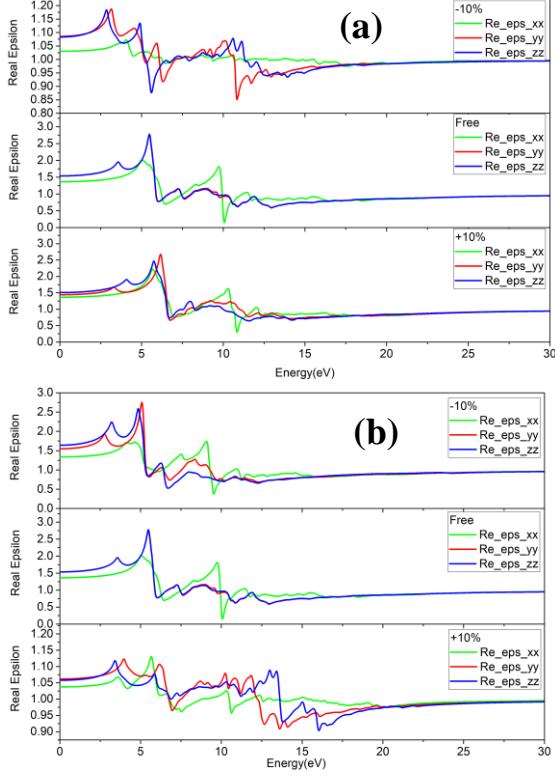 (a)
Real Epsilon
1.20
1.15
1.10
1.05
1.00
0.95
0.90
0.85
0.80
-10%
Re_eps_xx
Re_eps_yy
Re_eps_zz
Real Epsilon
3.0
2.5
2.0
1.5
1.0
0.5
0.0
Free
Re_eps_xx
Re_eps_yy
Re_eps_zz
Real Epsilon
3.0
2.5
2.0
1.5
1.0
0.5
0.0
+10%
Re_eps_xx
Re_eps_yy
Re_eps_zz
0 5 10 15 20 25 30
Energy(eV)
(b)
Real Epsilon
3.0
2.5
2.0
1.5
1.0
0.5
0.0
-10%
Re_eps_xx
Re_eps_yy
Re_eps_zz
Real Epsilon
3.0
2.5
2.0
1.5
1.0
0.5
0.0
Free
Re_eps_xx
Re_eps_yy
Re_eps_zz
Real Epsilon
1.20
1.15
1.10
1.05
1.00
0.95
0.90
+10%
Re_eps_xx
Re_eps_yy
Re_eps_zz
0 5 10 15 20 25 30
Energy(eV)